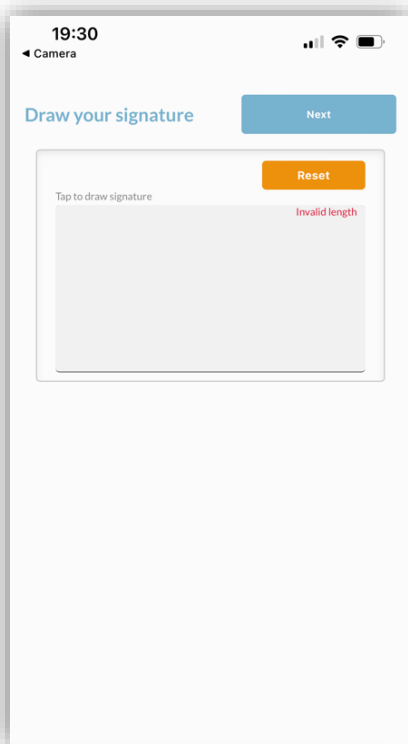 19:30
◀ Camera
Draw your signature
Next
Reset
Tap to draw signature
Invalid length